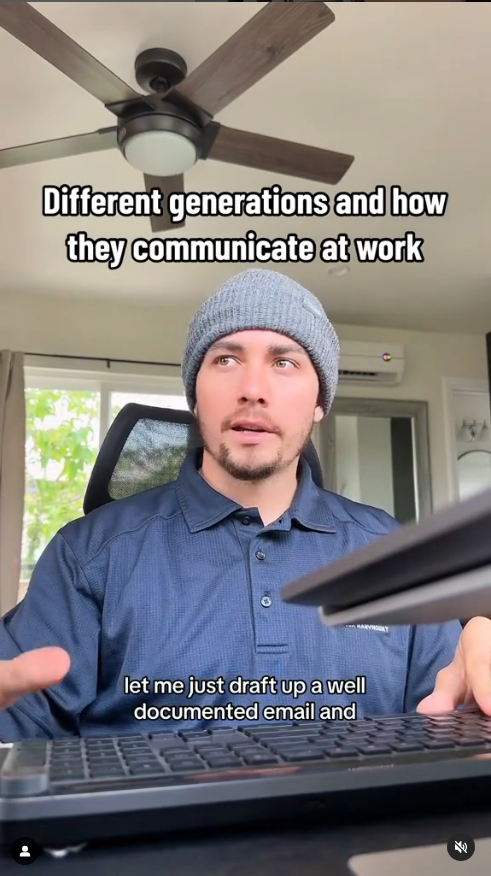 Different generations and how
they communicate at work
let me just draft up a well
documented email and